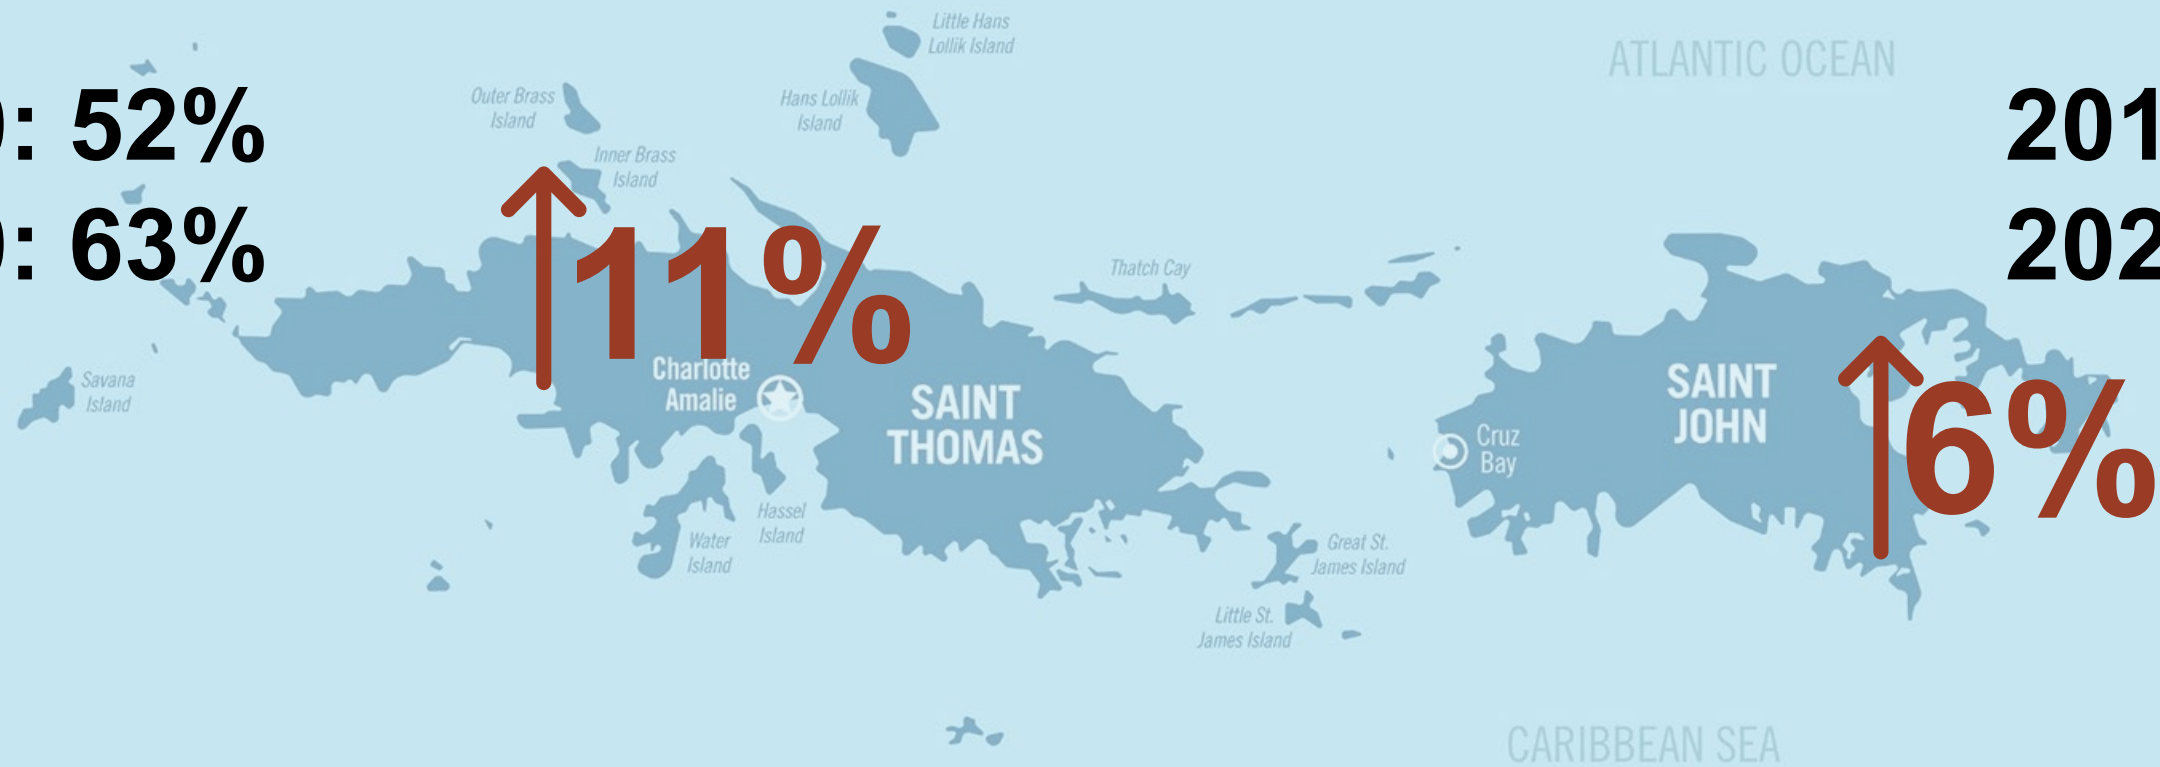 Little Hans
Lollik Island
ATLANTIC OCEAN
Outer Brass
Island
Hans Lollik
Island
: 52%
201
Inner Brass
Island
: 63%
202
11%
Thatch Cay
Savana
Island
Charlotte
Amalie
SAINT
THOMAS
SAINT
JOHN
6%
Cruz
Bay
Hassel
Island
Water
Island
Great St.
James Island
Little St.
James Island
CARIBBEAN SEA